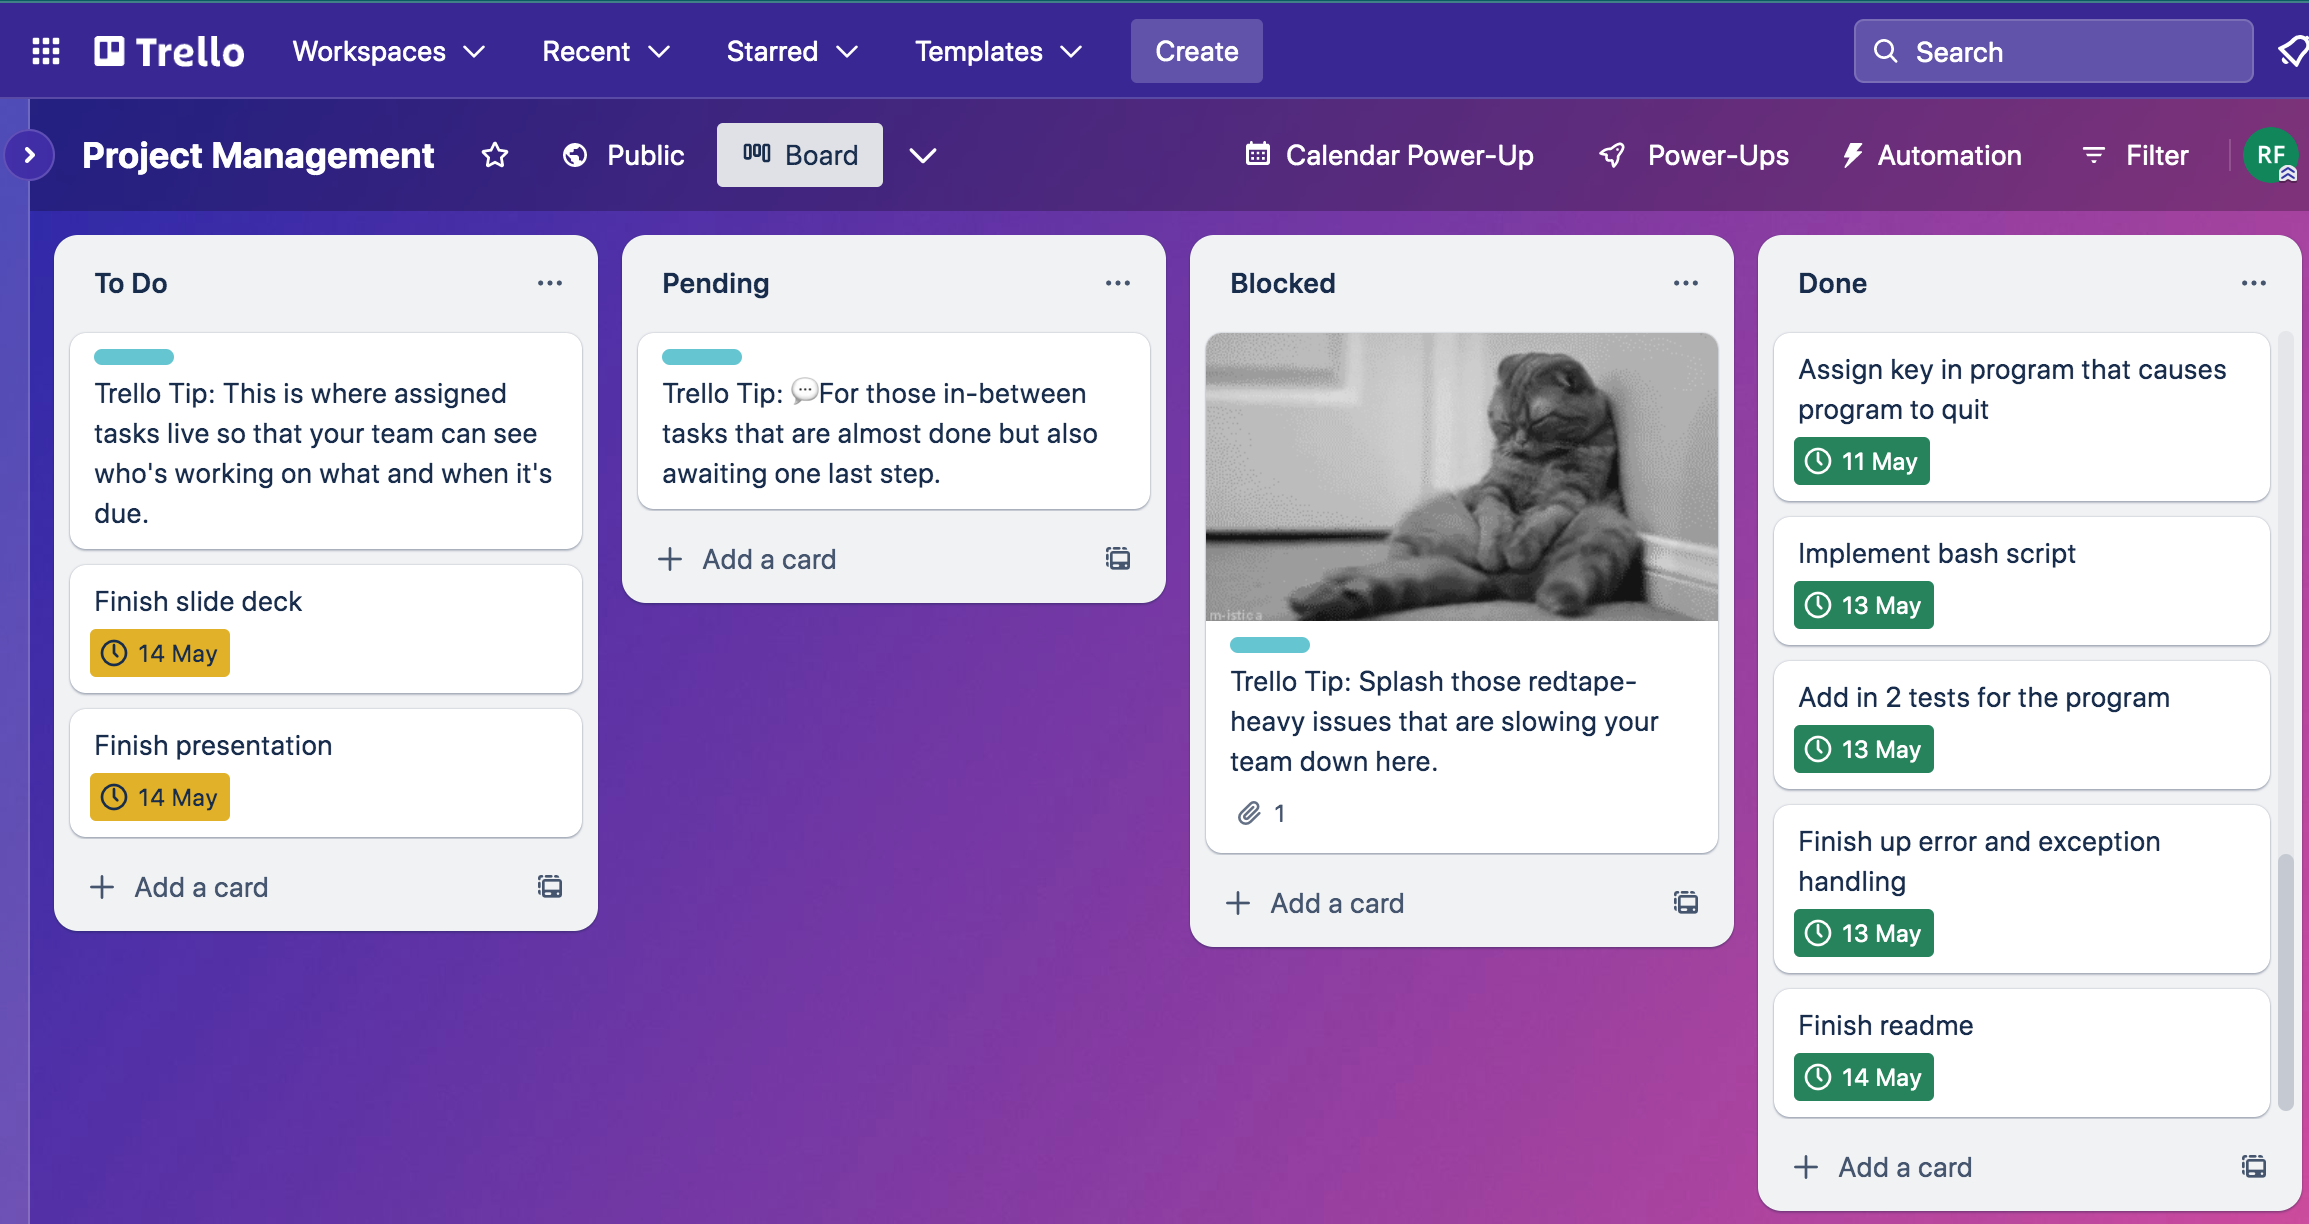 Trello
Workspaces
Recent
Starred
Templates
Create
Search
Project Management
Public
Board
Calendar Power-Up
Power-Ups
Automation
Filter
RF
To Do
Trello Tip: This is where assigned
tasks live so that your team can see
who's working on what and when it's
due.
Finish slide deck
14 May
Finish presentation
14 May
Add a card
Pending
Trello Tip: 💬For those in-between
tasks that are almost done but also
awaiting one last step.
Add a card
Blocked
m-istica
Trello Tip: Splash those redtape-
heavy issues that are slowing your
team down here.
1
Add a card
Done
Assign key in program that causes
program to quit
11 May
Implement bash script
13 May
Add in 2 tests for the program
13 May
Finish up error and exception
handling
13 May
Finish readme
14 May
Add a card